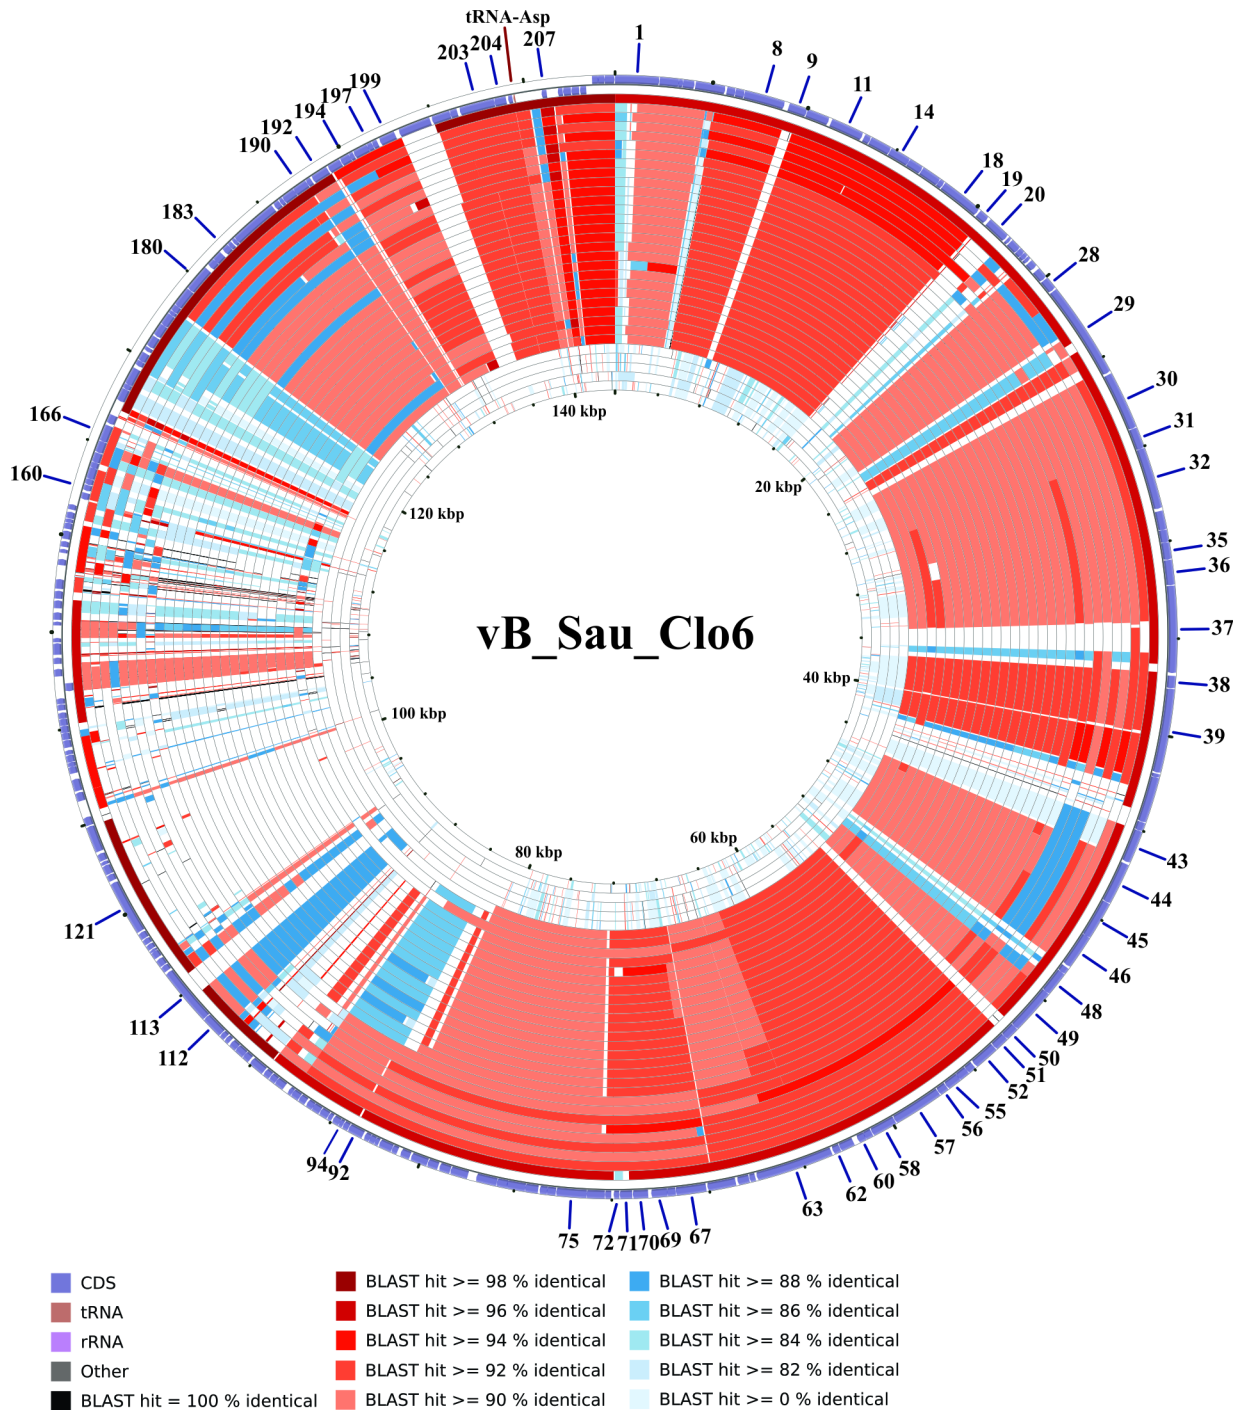 tRNA-Asp
203
204
207
1
8
9
11
14
18
19
20
28
29
30
31
32
35
36
37
38
39
43
44
45
46
48
49
50
51
52
55
56
57
58
60
62
63
67
69
70
71
72
75
92
94
112
113
121
160
166
180
183
190
192
194
197
199
140 kbp
20 kbp
120 kbp
vB_Sau_Clo6
40 kbp
100 kbp
60 kbp
80 kbp
CDS
tRNA
rRNA
Other
BLAST hit = 100 % identical
BLAST hit >= 98 % identical
BLAST hit >= 96 % identical
BLAST hit >= 94 % identical
BLAST hit >= 92 % identical
BLAST hit >= 90 % identical
BLAST hit >= 88 % identical
BLAST hit >= 86 % identical
BLAST hit >= 84 % identical
BLAST hit >= 82 % identical
BLAST hit >= 0 % identical